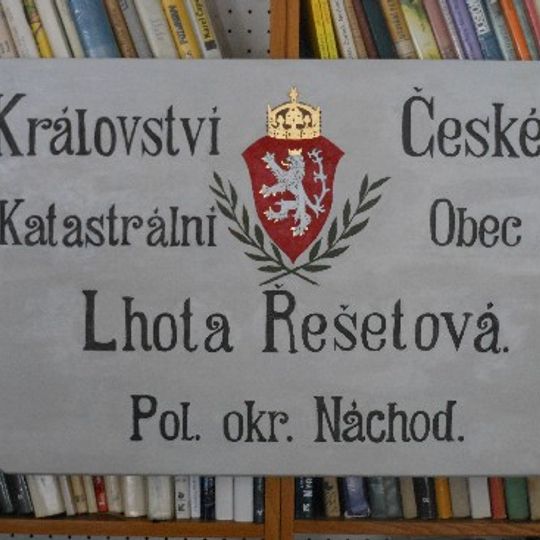 Království České
Katastrální Obec
Lhota Řešetová.
Pol. okr. Náchod.